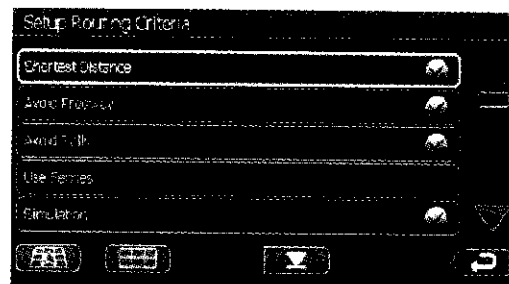 Setup Routing Criteria
Shortest Distance
Avoid Freeway
Avoid Tolls
Use Ferries
Simulation